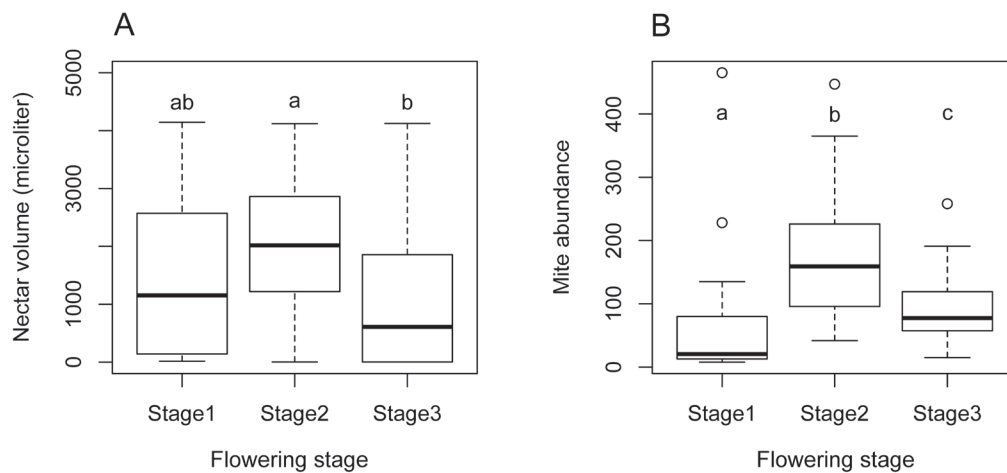 A
Nectar volume (microliter)
5000
3000
1000
0
ab
a
b
Stage1
Stage2
Stage3
Flowering stage
B
Mite abundance
400
300
200
100
0
a
b
c
Stage1
Stage2
Stage3
Flowering stage